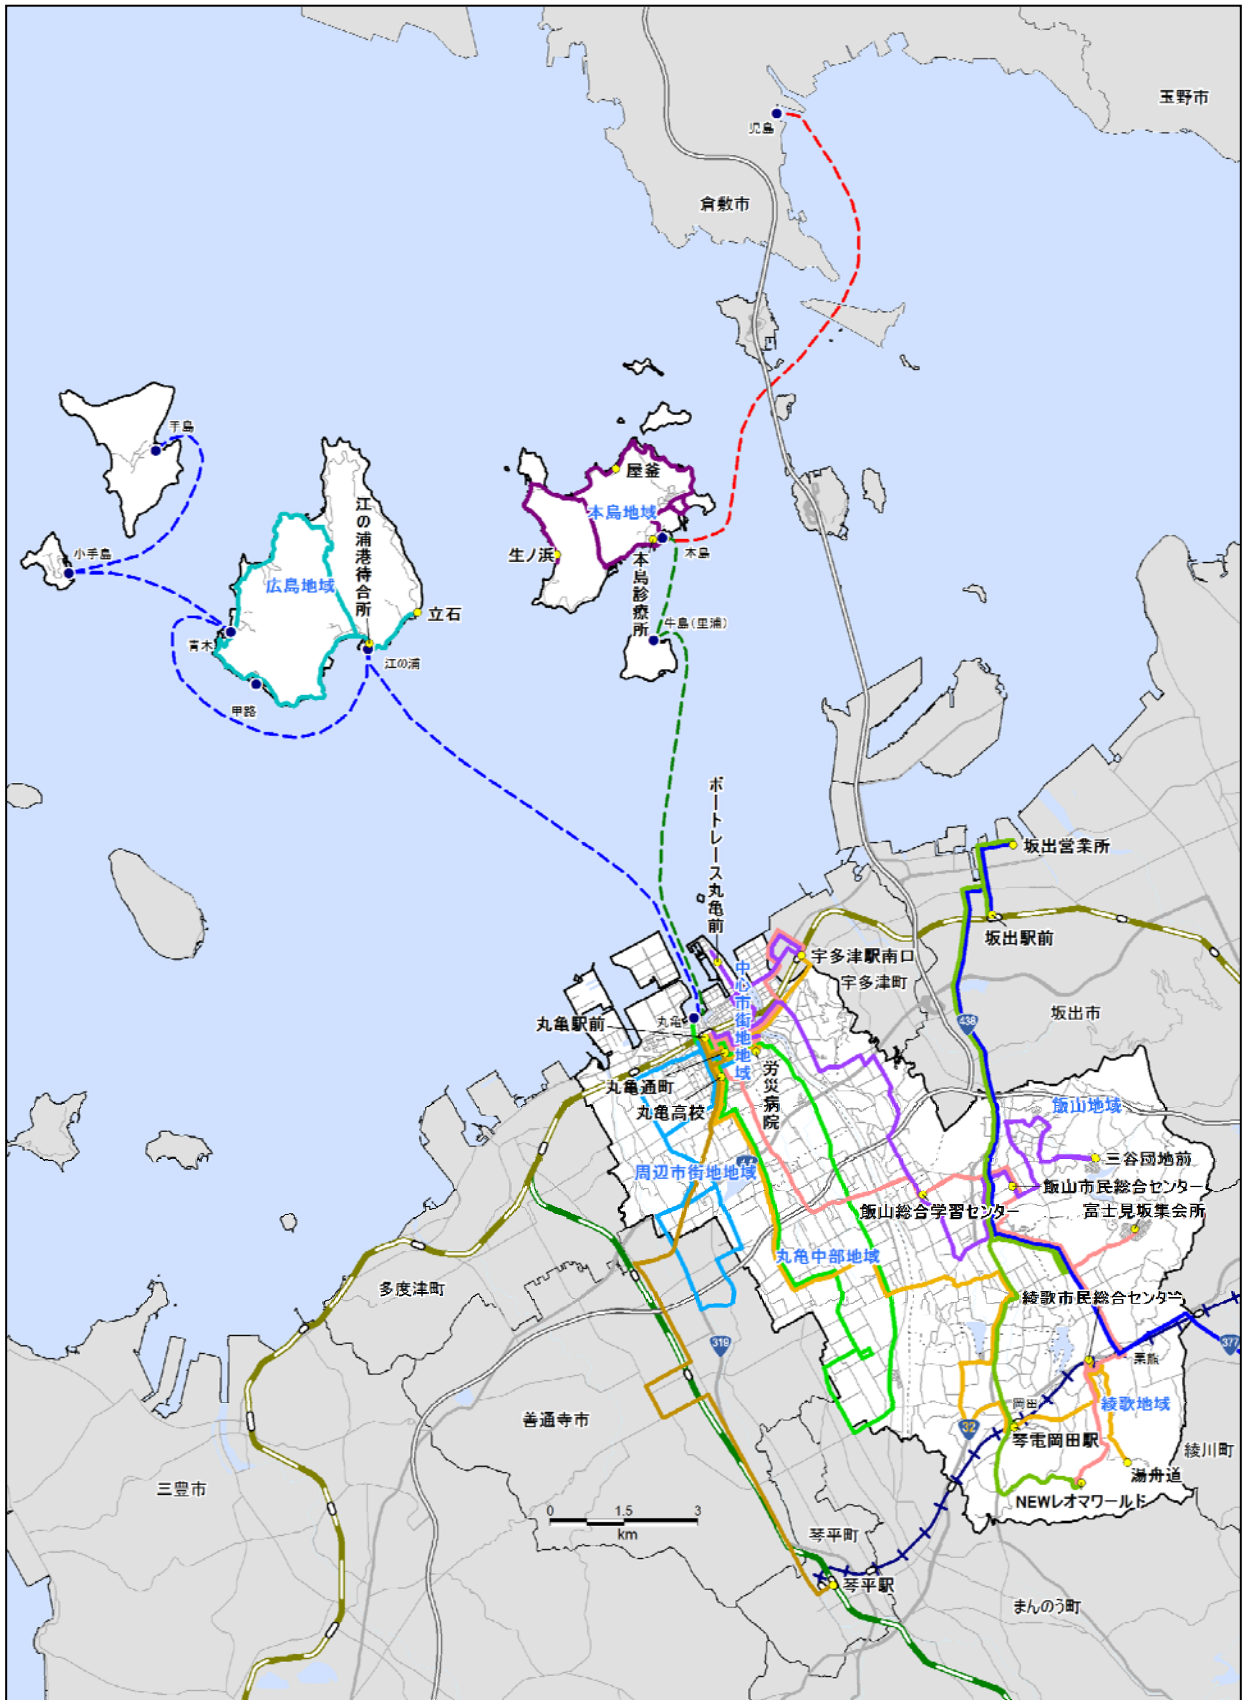 玉野市
児島
倉敷市
手島
屋釜
本島地域
江の浦港待合所
小手島
生ノ浜
本島
本島診療所
広島地域
立石
牛島(里浦)
青木
江の浦
甲路
ボートレース丸亀前
坂出営業所
坂出駅前
宇多津駅南口
中心市街地地域
宇多津町
丸亀駅前
丸亀
坂出市
438
丸亀通町
労災病院
丸亀高校
飯山地域
三谷団地前
周辺市街地地域
飯山市民総合センター
飯山総合学習センター
富士見坂集会所
丸亀中部地域
多度津町
綾歌市民総合センター
319
377
栗熊
岡田
綾歌地域
善通寺市
32
琴電岡田駅
綾川町
湯舟道
三豊市
NEWレオマワールド
0 1.5 3
km
琴平町
琴平駅
まんのう町